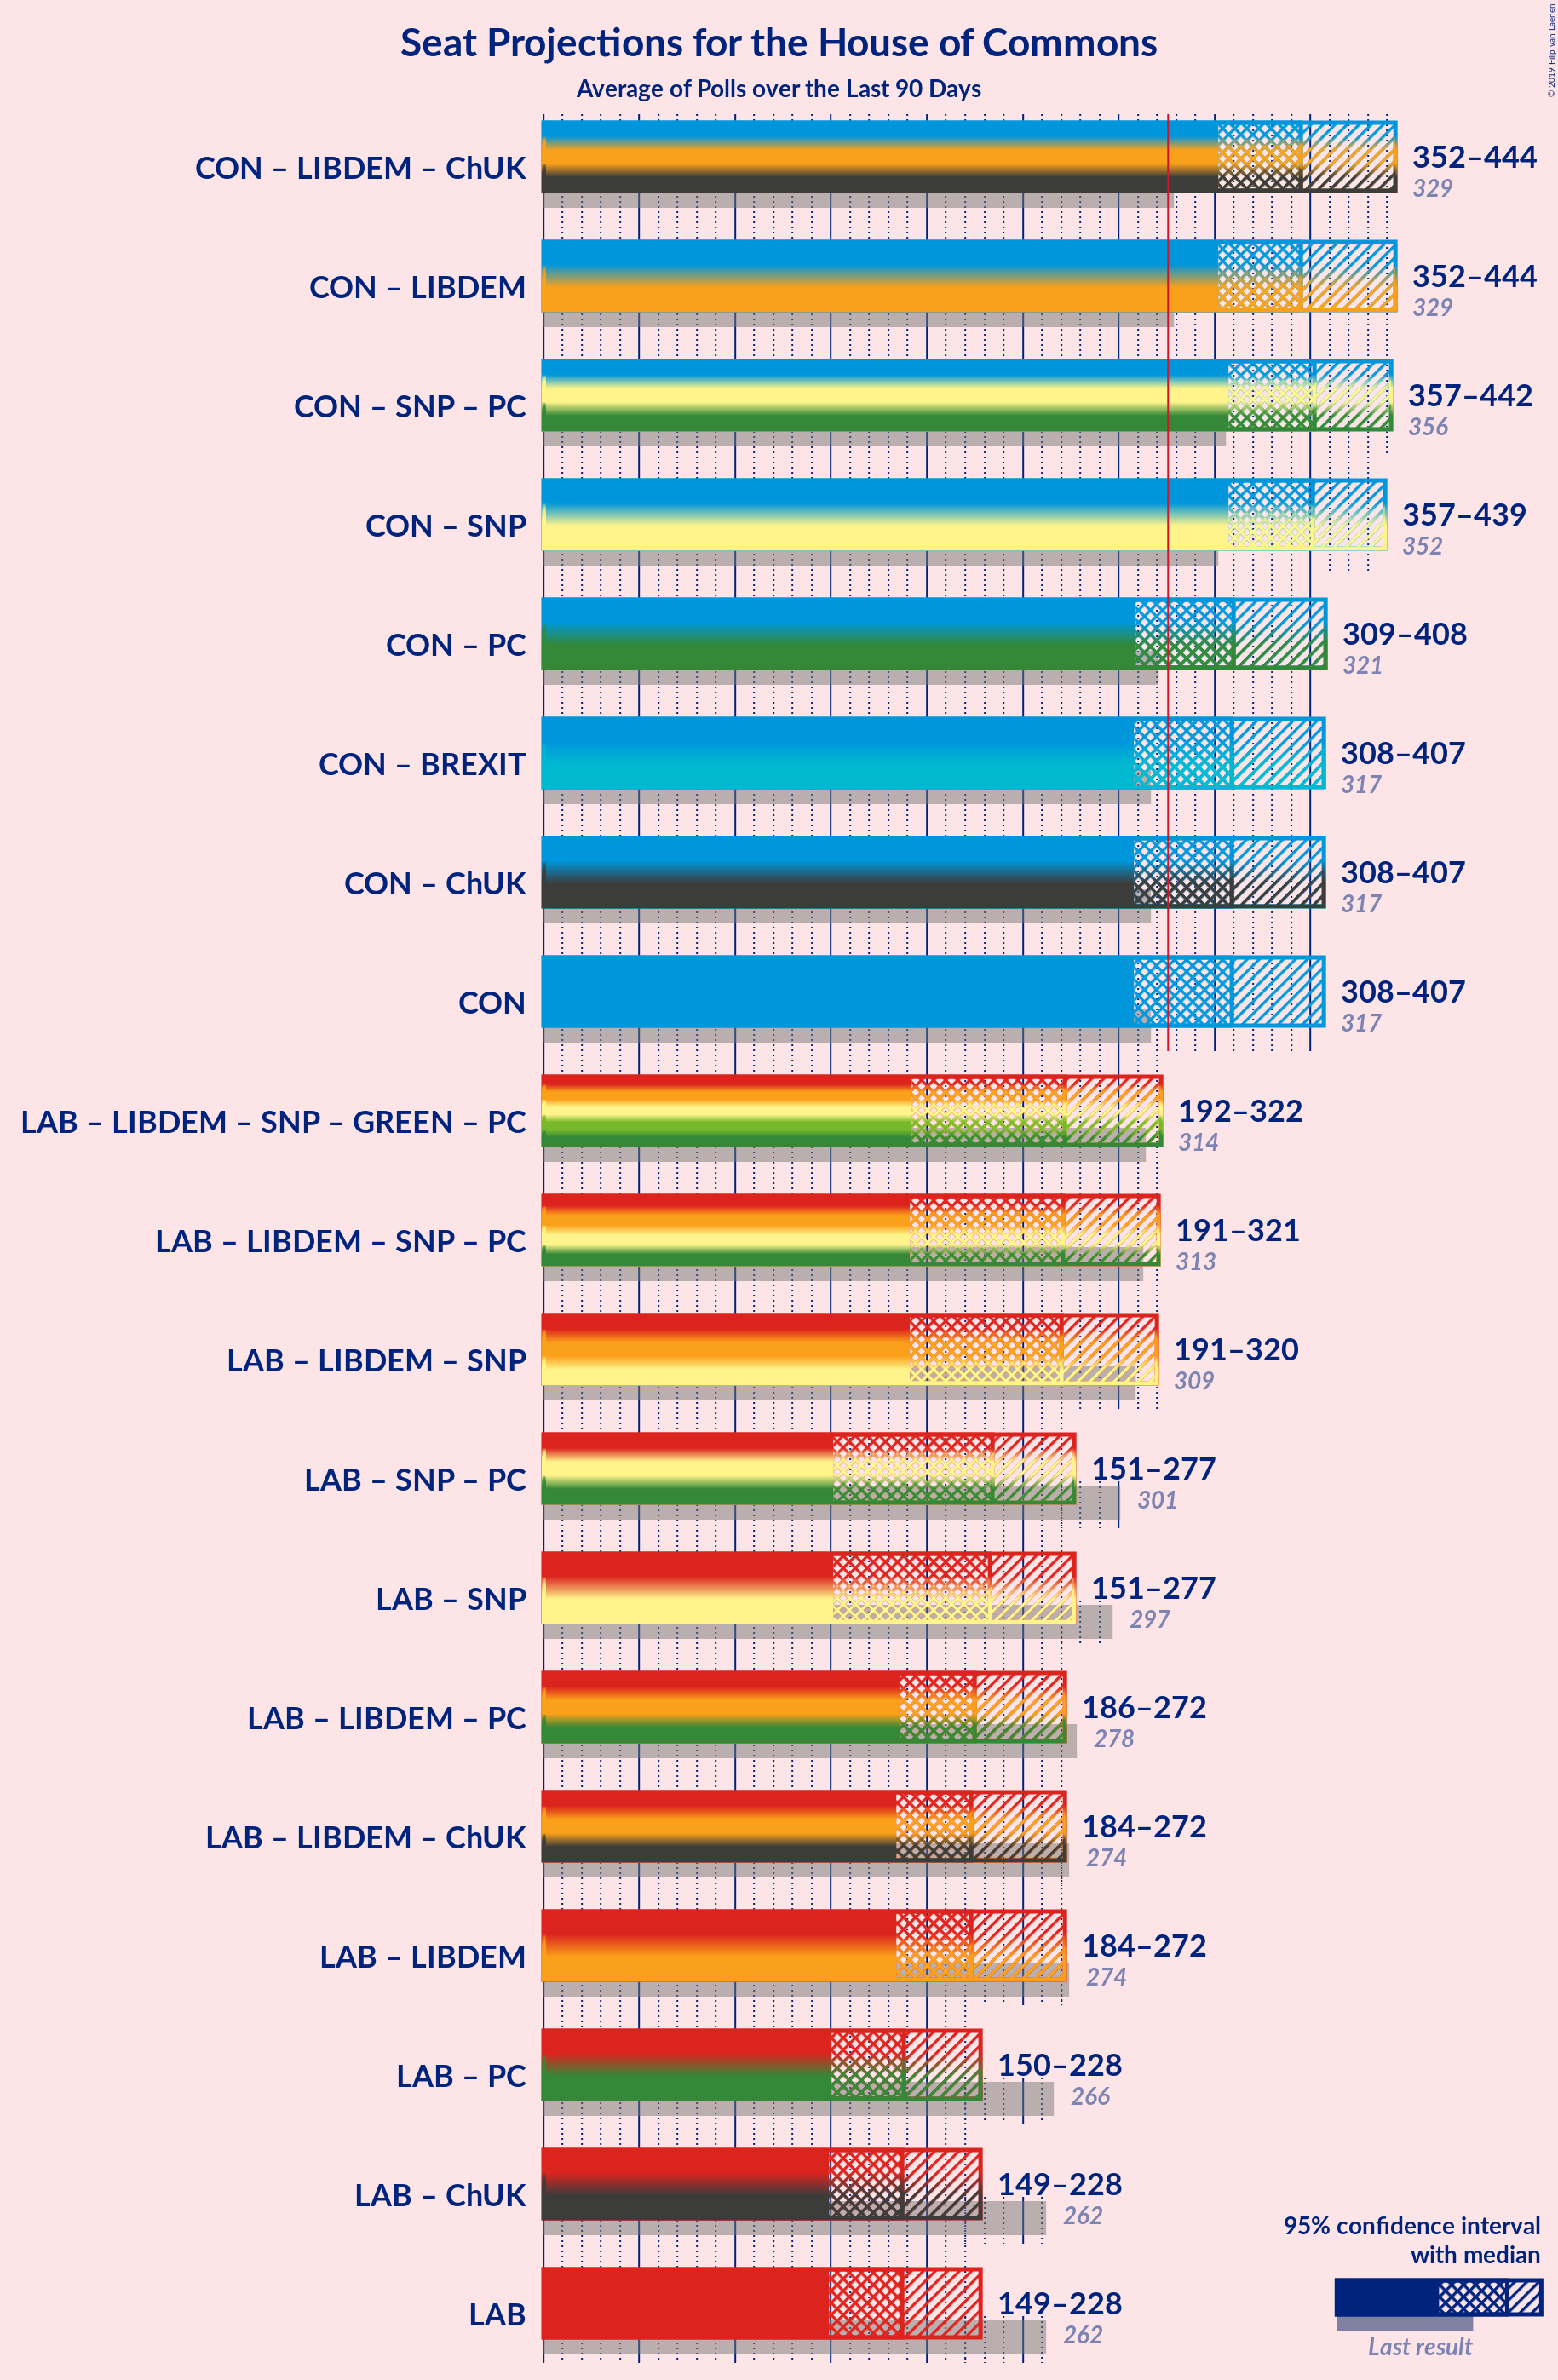 © 2019 Filip van Laenen
Seat Projections for the House of Commons
Average of Polls over the Last 90 Days
CON – LIBDEM – ChUK
352–444
329
CON – LIBDEM
352–444
329
CON – SNP – PC
357–442
356
CON – SNP
357–439
352
CON – PC
309–408
321
CON – BREXIT
308–407
317
CON – ChUK
308–407
317
CON
308–407
317
LAB – LIBDEM – SNP – GREEN – PC
192–322
314
LAB – LIBDEM – SNP – PC
191–321
313
LAB – LIBDEM – SNP
191–320
309
LAB – SNP – PC
151–277
301
LAB – SNP
151–277
297
LAB – LIBDEM – PC
186–272
278
LAB – LIBDEM – ChUK
184–272
274
LAB – LIBDEM
184–272
274
LAB – PC
150–228
266
LAB – ChUK
149–228
262
LAB
149–228
262
95% confidence interval
with median
Last result